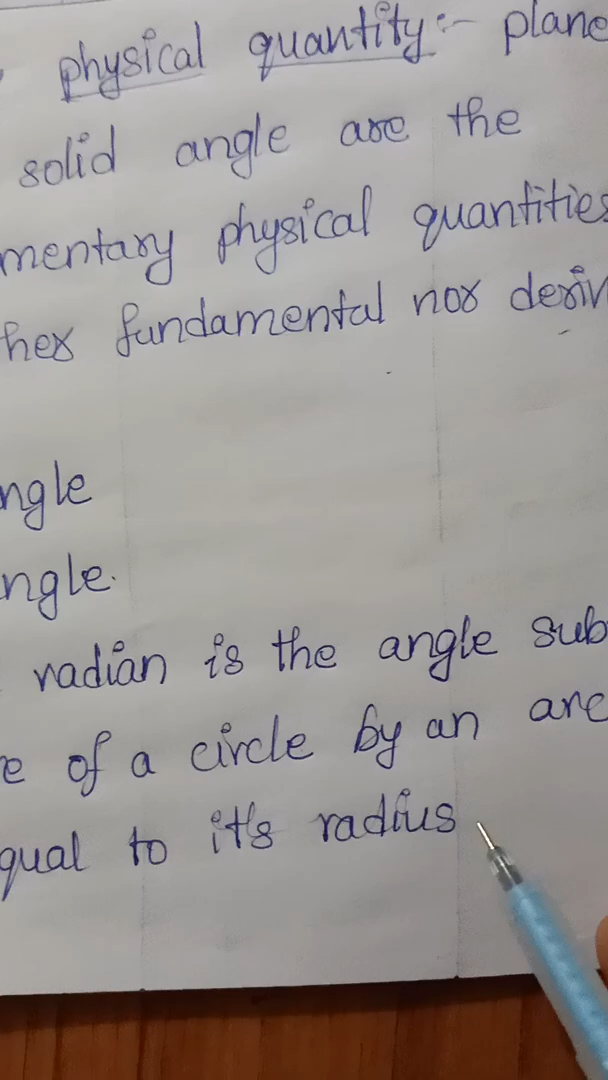 physical quantity :- plane
solid angle are the
mentary physical quantities
her fundamental nor deriv
ngle
ngle.
radian is the angle sub
e of a circle by an arc
qual to it's radius